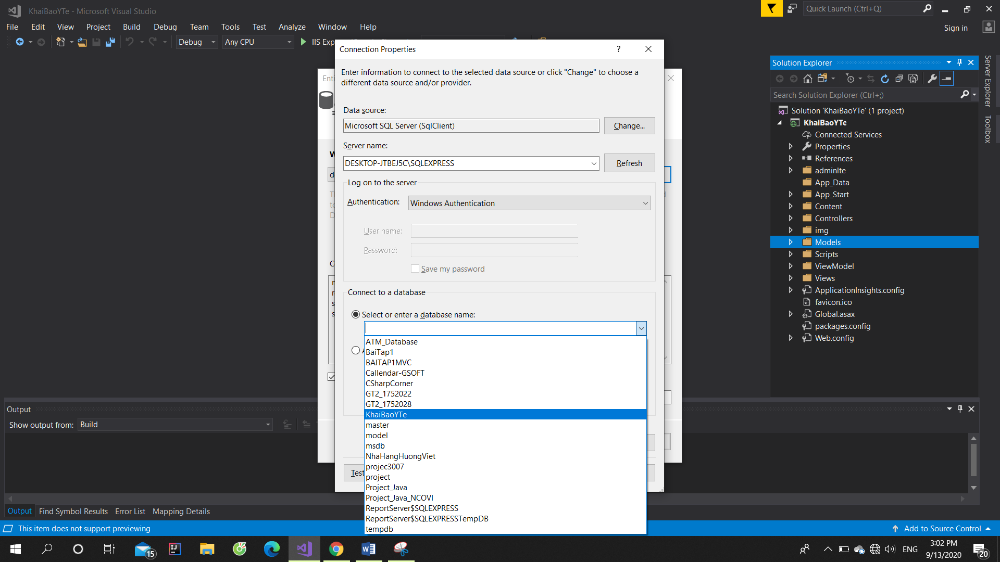 KhaiBaoYTe - Microsoft Visual Studio
Quick Launch (Ctrl+Q)
File Edit View Project Build Debug Team Tools Test Analyze Window Help
Sign in
Debug Any CPU IIS Exp
Connection Properties
?
Enter information to connect to the selected data source or click "Change" to choose a
different data source and/or provider.
Data source:
Microsoft SQL Server (SqlClient)
Change...
Server name:
DESKTOP-JTBEJ5C\SQLEXPRESS
Refresh
Log on to the server
Authentication:
Windows Authentication
User name:
Password:
Save my password
Connect to a database
Select or enter a database name:
ATM_Database
BaiTap1
BAITAP1MVC
Callendar-GSOFT
CSharpCorner
GT2_1752022
GT2_1752028
KhaiBaoYTe
master
model
msdb
NhaHangHuongViet
projec3007
project
Project_Java
Project_Java_NCOVI
ReportServer$SQLEXPRESS
ReportServer$SQLEXPRESSTempDB
tempdb
Test
Enti
Solution Explorer
Search Solution Explorer (Ctrl+;)
Solution 'KhaiBaoYTe' (1 project)
KhaiBaoYTe
Connected Services
Properties
References
adminlte
App_Data
App_Start
Content
Controllers
img
Models
Scripts
ViewModel
Views
ApplicationInsights.config
favicon.ico
Global.asax
packages.config
Web.config
Server Explorer
Toolbox
Output
Show output from: Build
Output Find Symbol Results Error List Mapping Details
This item does not support previewing
Add to Source Control
15
ENG
3:02 PM
9/13/2020
20